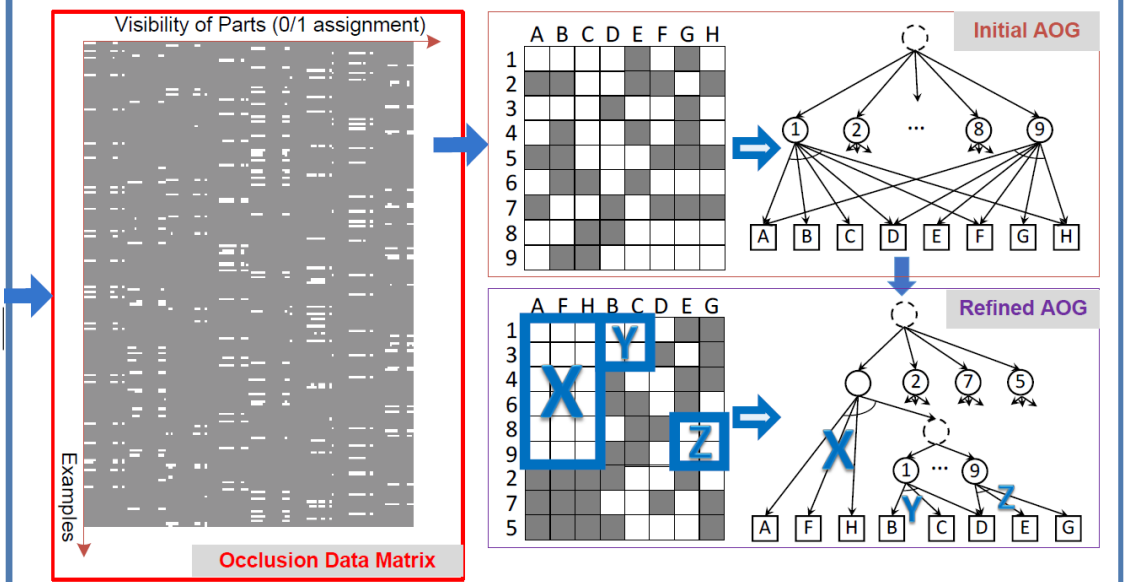 Visibility of Parts (0/1 assignment)
Examples
Occlusion Data Matrix
A B C D E F G H
1
2
3
4
5
6
7
8
9
Initial AOG
1 2 ... 8 9
A B C D E F G H
A F H B C D E G
1
3
4
6
8
9
2
7
5
X
Y
Z
Refined AOG
2 7 5
X
1 ... 9
Y Z
A F H B C D E G